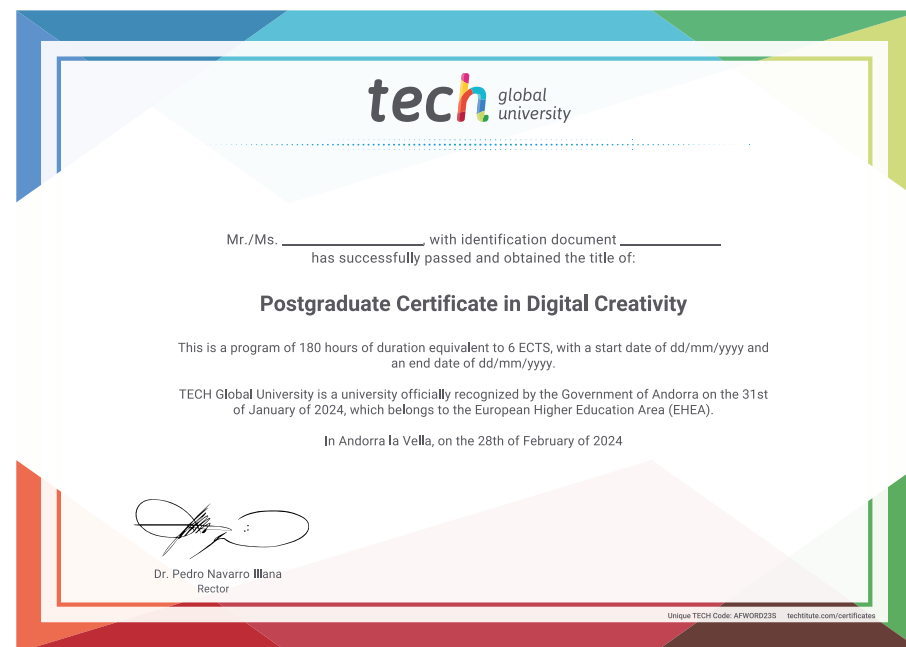 tech global
university
Mr./Ms. ____________, with identification document ____________
has successfully passed and obtained the title of:
Postgraduate Certificate in Digital Creativity
This is a program of 180 hours of duration equivalent to 6 ECTS, with a start date of dd/mm/yyyy and
an end date of dd/mm/yyyy.
TECH Global University is a university officially recognized by the Government of Andorra on the 31st
of January of 2024, which belongs to the European Higher Education Area (EHEA).
In Andorra la Vella, on the 28th of February of 2024
Dr. Pedro Navarro Illana
Rector
Unique TECH Code: AFWORD23S techtitute.com/certificates